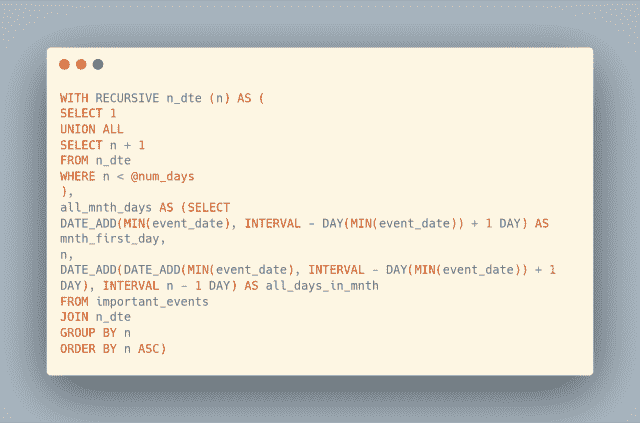 WITH RECURSIVE n_dte (n) AS (
SELECT 1
UNION ALL
SELECT n + 1
FROM n_dte
WHERE n < @num_days
),
all_mnth_days AS (SELECT
DATE_ADD(MIN(event_date), INTERVAL - DAY(MIN(event_date)) + 1 DAY) AS
mnth_first_day,
n,
DATE_ADD(DATE_ADD(MIN(event_date), INTERVAL - DAY(MIN(event_date)) + 1
DAY), INTERVAL n - 1 DAY) AS all_days_in_mnth
FROM important_events
JOIN n_dte
GROUP BY n
ORDER BY n ASC)